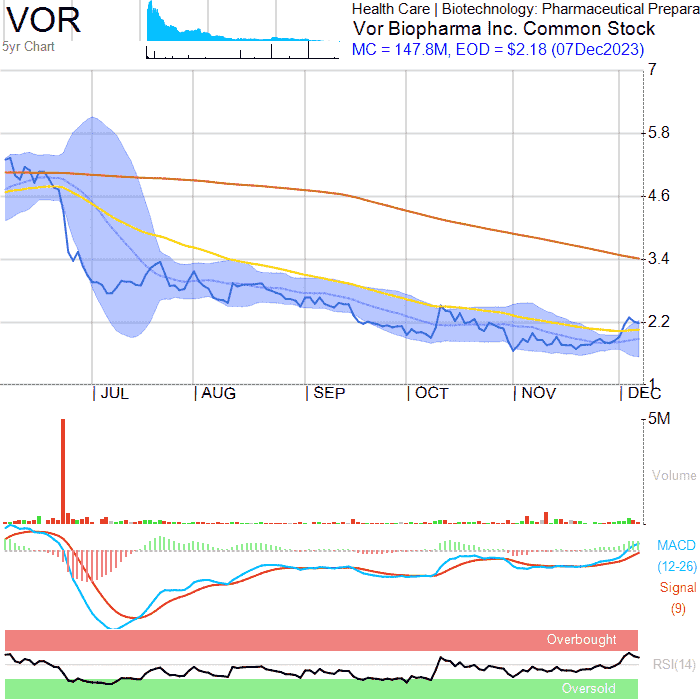 VOR
5yr Chart
Health Care | Biotechnology: Pharmaceutical Prepara
Vor Biopharma Inc. Common Stock
MC = 147.8M, EOD = $2.18 (07Dec2023)
7
5.8
4.6
3.4
2.2
1
JUL AUG SEP OCT NOV DEC
5M
Volume
MACD
(12-26)
Signal
(9)
Overbought
RSI(14)
Oversold